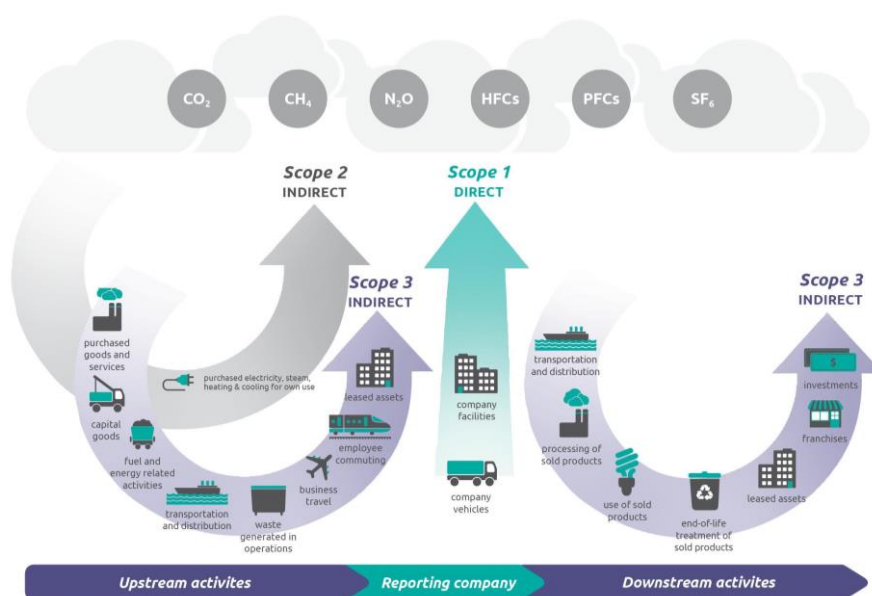 CO₂
CH₄
N₂O
HFCs
PFCs
SF₆
Scope 2
INDIRECT
Scope 1
DIRECT
Scope 3
INDIRECT
Scope 3
INDIRECT
purchased
goods and
services
capital
goods
fuel and
energy related
activities
transportation
and distribution
waste
generated in
operations
business
travel
employee
commuting
leased assets
purchased electricity, steam,
heating & cooling for own use
company
facilities
company
vehicles
transportation
and distribution
processing of
sold products
use of sold
products
end-of-life
treatment of
sold products
leased assets
franchises
$
investments
Upstream activites
Reporting company
Downstream activites